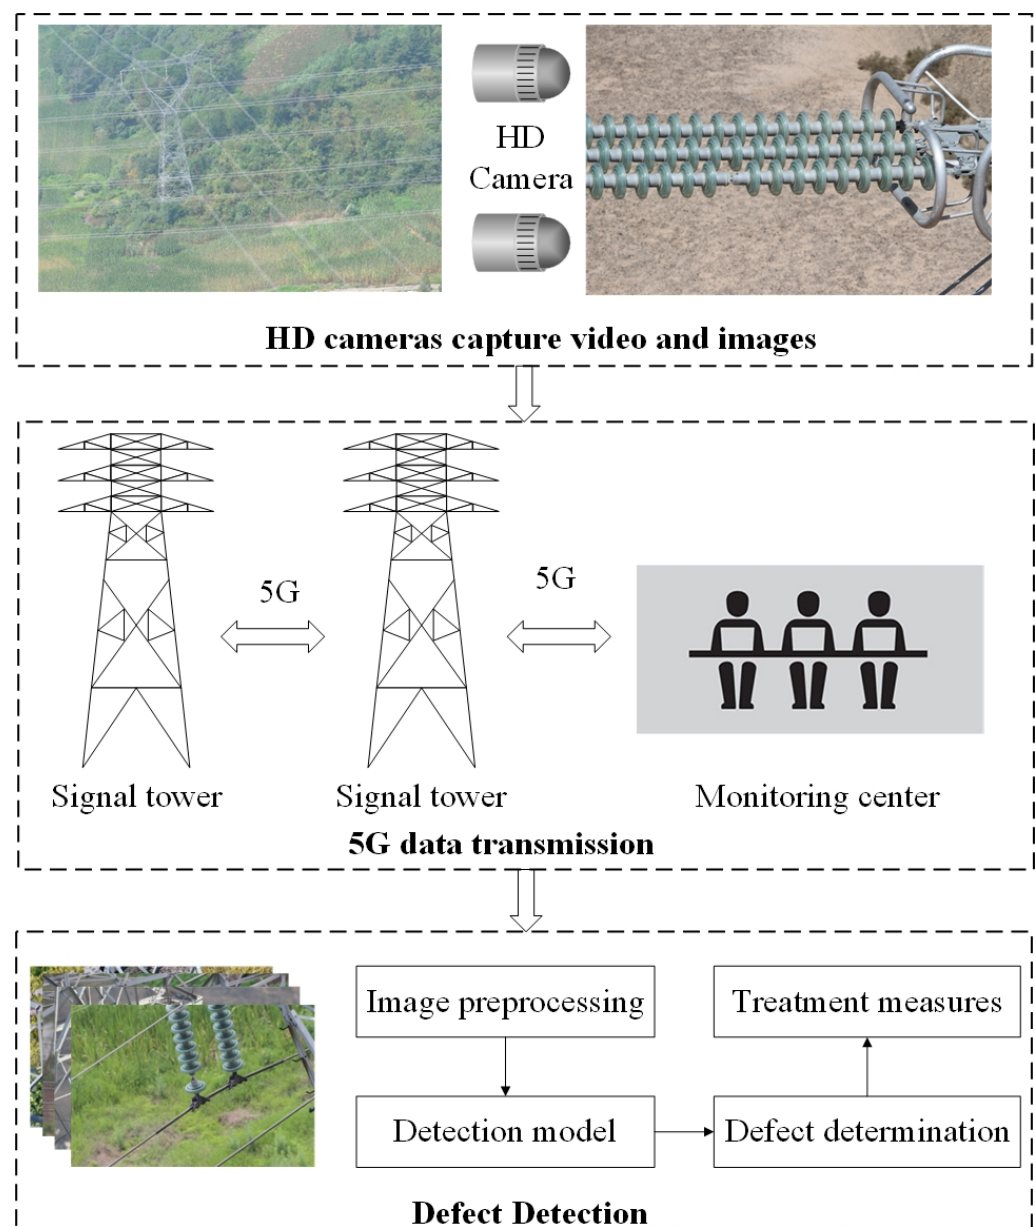 HD
Camera
HD cameras capture video and images
5G
5G
Signal tower
Signal tower
Monitoring center
5G data transmission
Image preprocessing
Treatment measures
Detection model
Defect determination
Defect Detection